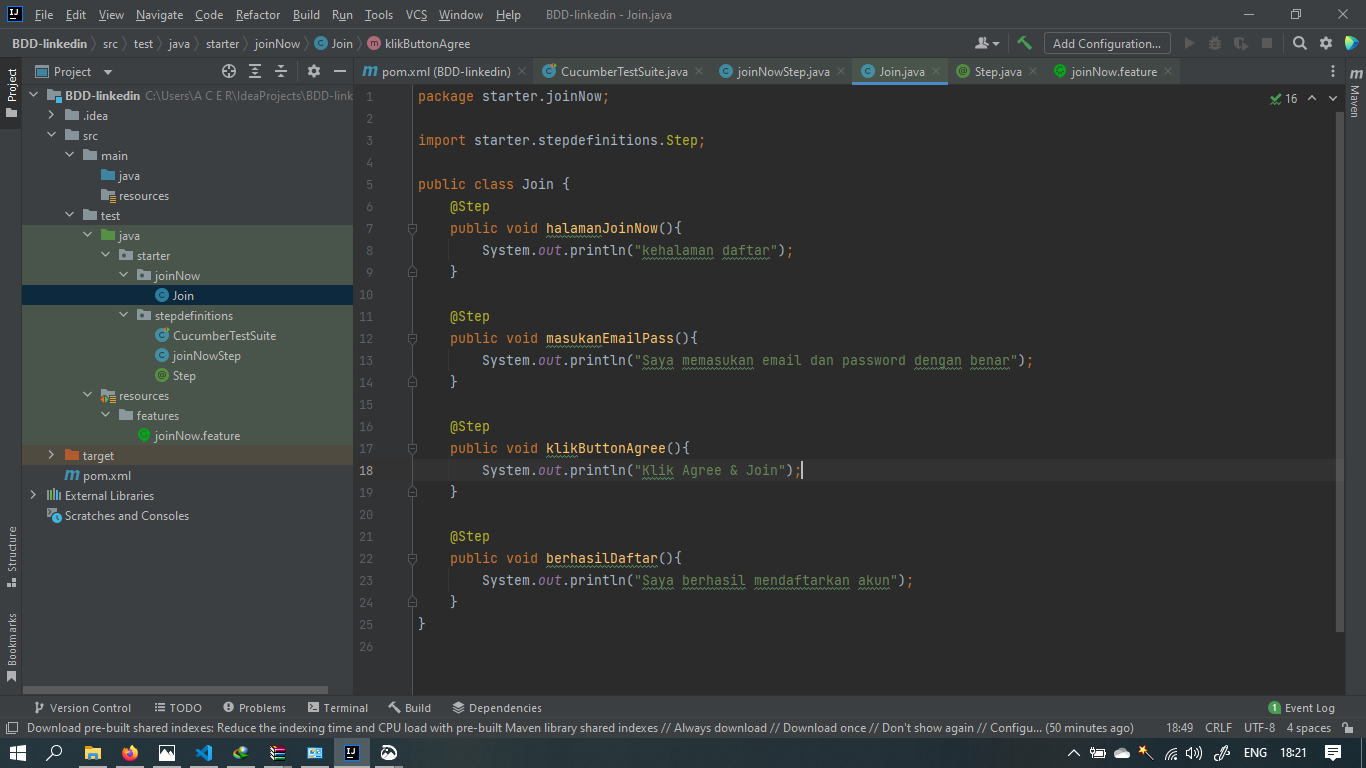 File Edit View Navigate Code Refactor Build Run Tools VCS Window Help BDD-linkedin - Join.java
BDD-linkedin src test java starter joinNow Join klikButtonAgree Add Configuration...
Project pom.xml (BDD-linkedin) CucumberTestSuite.java joinNowStep.java Join.java Step.java joinNow.feature
Project
Structure
Bookmarks
BDD-linkedin C:\Users\A C E R\IdeaProjects\BDD-link
.idea
src
main
java
resources
test
java
starter
joinNow
Join
stepdefinitions
CucumberTestSuite
joinNowStep
Step
resources
features
joinNow.feature
target
pom.xml
External Libraries
Scratches and Consoles
1 package starter.joinNow;
2
3 import starter.stepdefinitions.Step;
4
5 public class Join {
6 @Step
7 public void halamanJoinNow(){
8 System.out.println("kehalaman daftar");
9 }
10
11 @Step
12 public void masukanEmailPass(){
13 System.out.println("Saya memasukan email dan password dengan benar");
14 }
15
16 @Step
17 public void klikButtonAgree(){
18 System.out.println("Klik Agree & Join");
19 }
20
21 @Step
22 public void berhasilDaftar(){
23 System.out.println("Saya berhasil mendaftarkan akun");
24 }
25 }
26
16
Maven
Version Control TODO Problems Terminal Build Dependencies 1 Event Log
Download pre-built shared indexes: Reduce the indexing time and CPU load with pre-built Maven library shared indexes // Always download // Download once // Don't show again // Configu... (50 minutes ago) 18:49 CRLF UTF-8 4 spaces
ENG 18:21